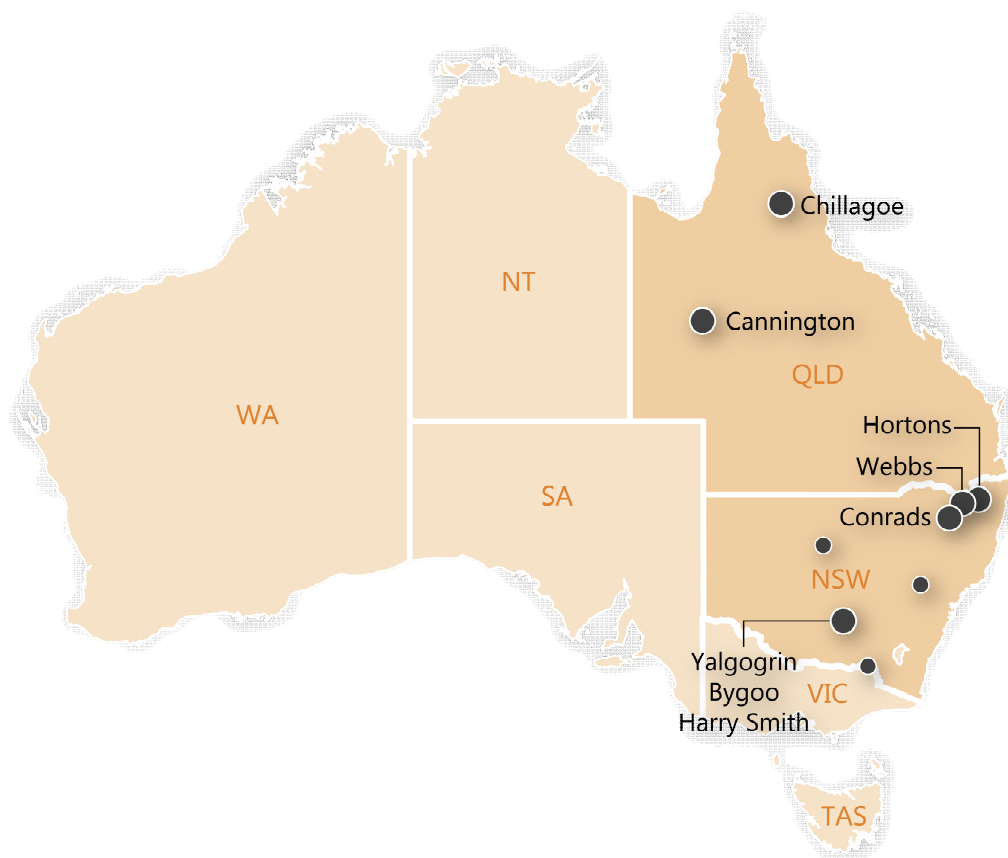 Chillagoe
NT
Cannington
QLD
WA
Hortons
Webbs
SA
Conrads
NSW
Yalgogrin
Bygoo
Harry Smith
VIC
TAS